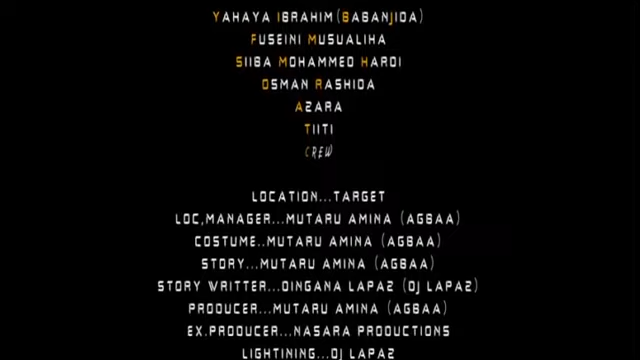 YAHAYA IBRAHIM(BABANJIDA)
FUSEINI MUSUALIHA
SIIBA MOHAMMED HARDI
OSMAN RASHIDA
AZARA
TIITI
CREW
LOCATION...TARGET
LOC,MANAGER...MUTARU AMINA (AGBAA)
COSTUME..MUTARU AMINA (AGBAA)
STORY...MUTARU AMINA (AGBAA)
STORY WRITTER...DINGANA LAPAZ (DJ LAPAZ)
PRODUCER...MUTARU AMINA (AGBAA)
EX.PRODUCER...NASARA PRODUCTIONS
LIGHTINING...DJ LAPAZ